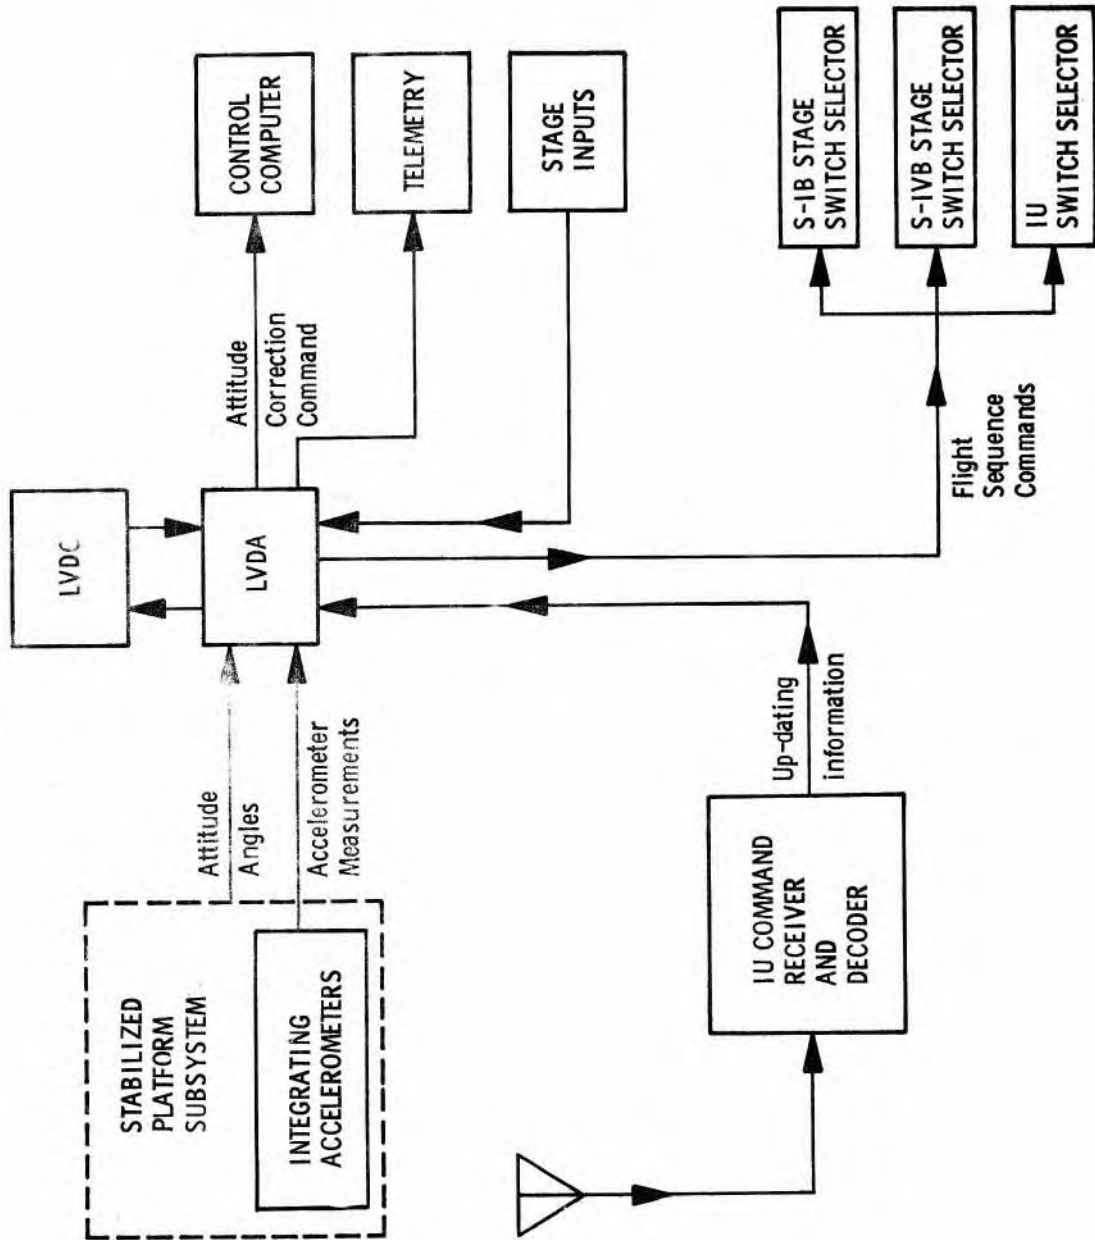 STABILIZED
PLATFORM
SUBSYSTEM
INTEGRATING
ACCELEROMETERS
Attitude
Angles
Accelerometer
Measurements
LVDC
LVDA
Attitude
Correction
Command
CONTROL
COMPUTER
TELEMETRY
STAGE
INPUTS
IU COMMAND
RECEIVER
AND
DECODER
Up-dating
information
Flight
Sequence
Commands
S-IB STAGE
SWITCH SELECTOR
S-IVB STAGE
SWITCH SELECTOR
IU
SWITCH SELECTOR